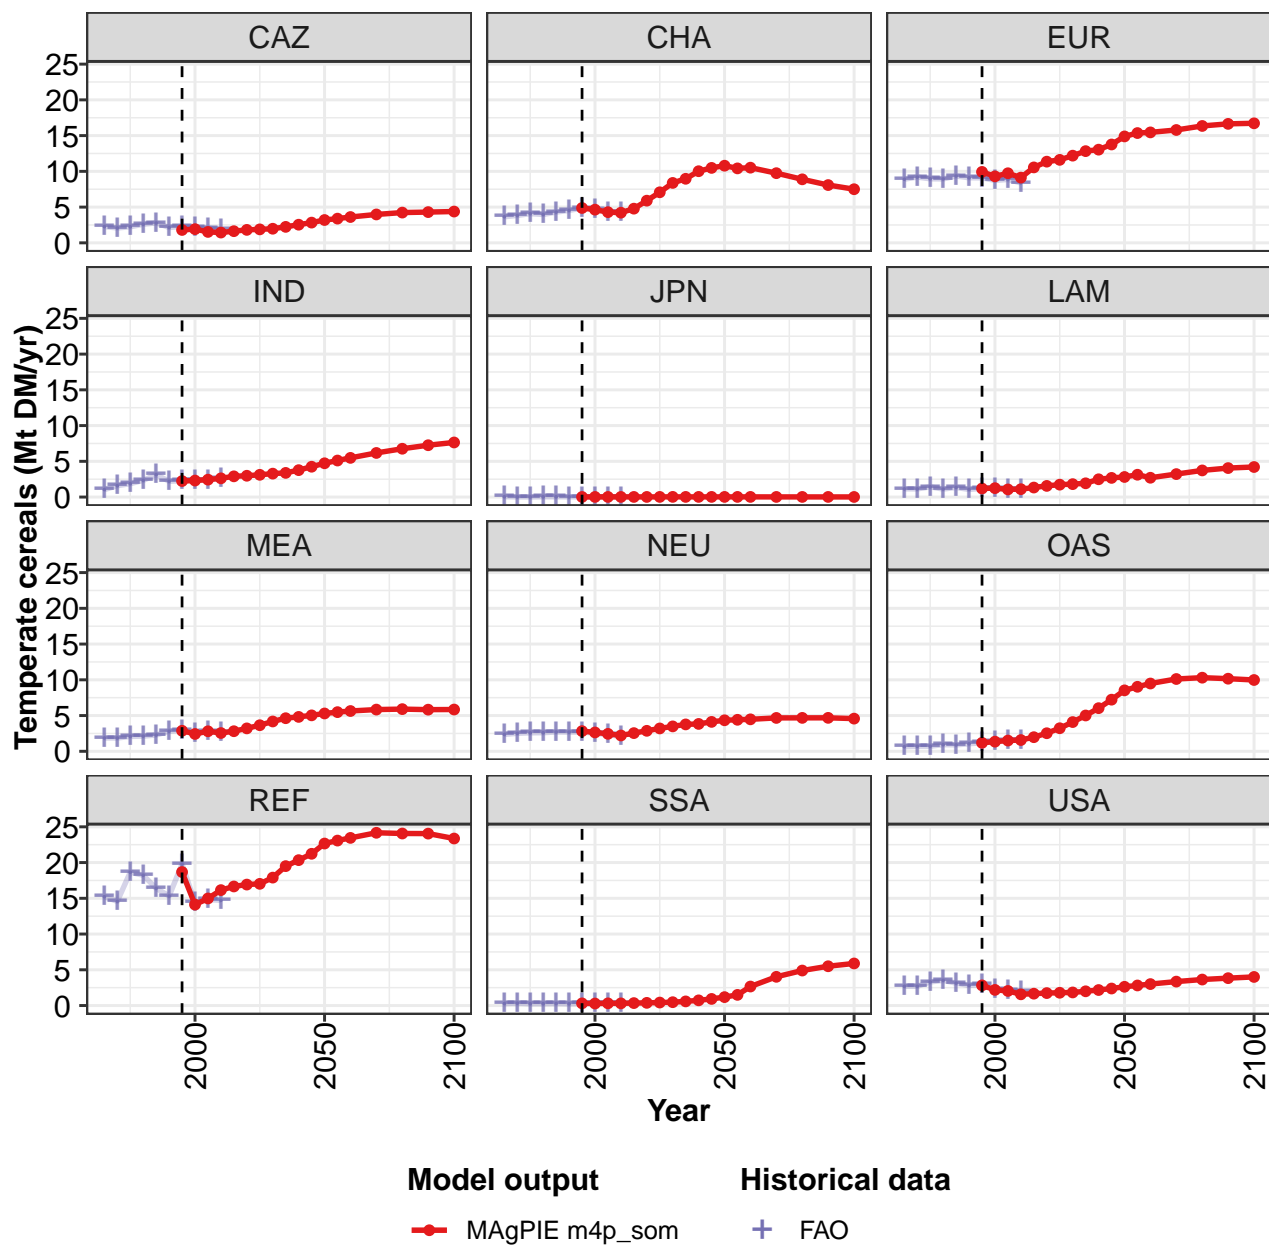 CAZ CHA EUR
25
20
15
10
5
0
IND JPN LAM
25
20
15
10
5
0
MEA NEU OAS
25
20
15
10
5
0
REF SSA USA
25
20
15
10
5
0
2000 2050 2100 2000 2050 2100 2000 2050 2100
Temperate cereals (Mt DM/yr)
Year
Model output Historical data
MAgPIE m4p_som FAO